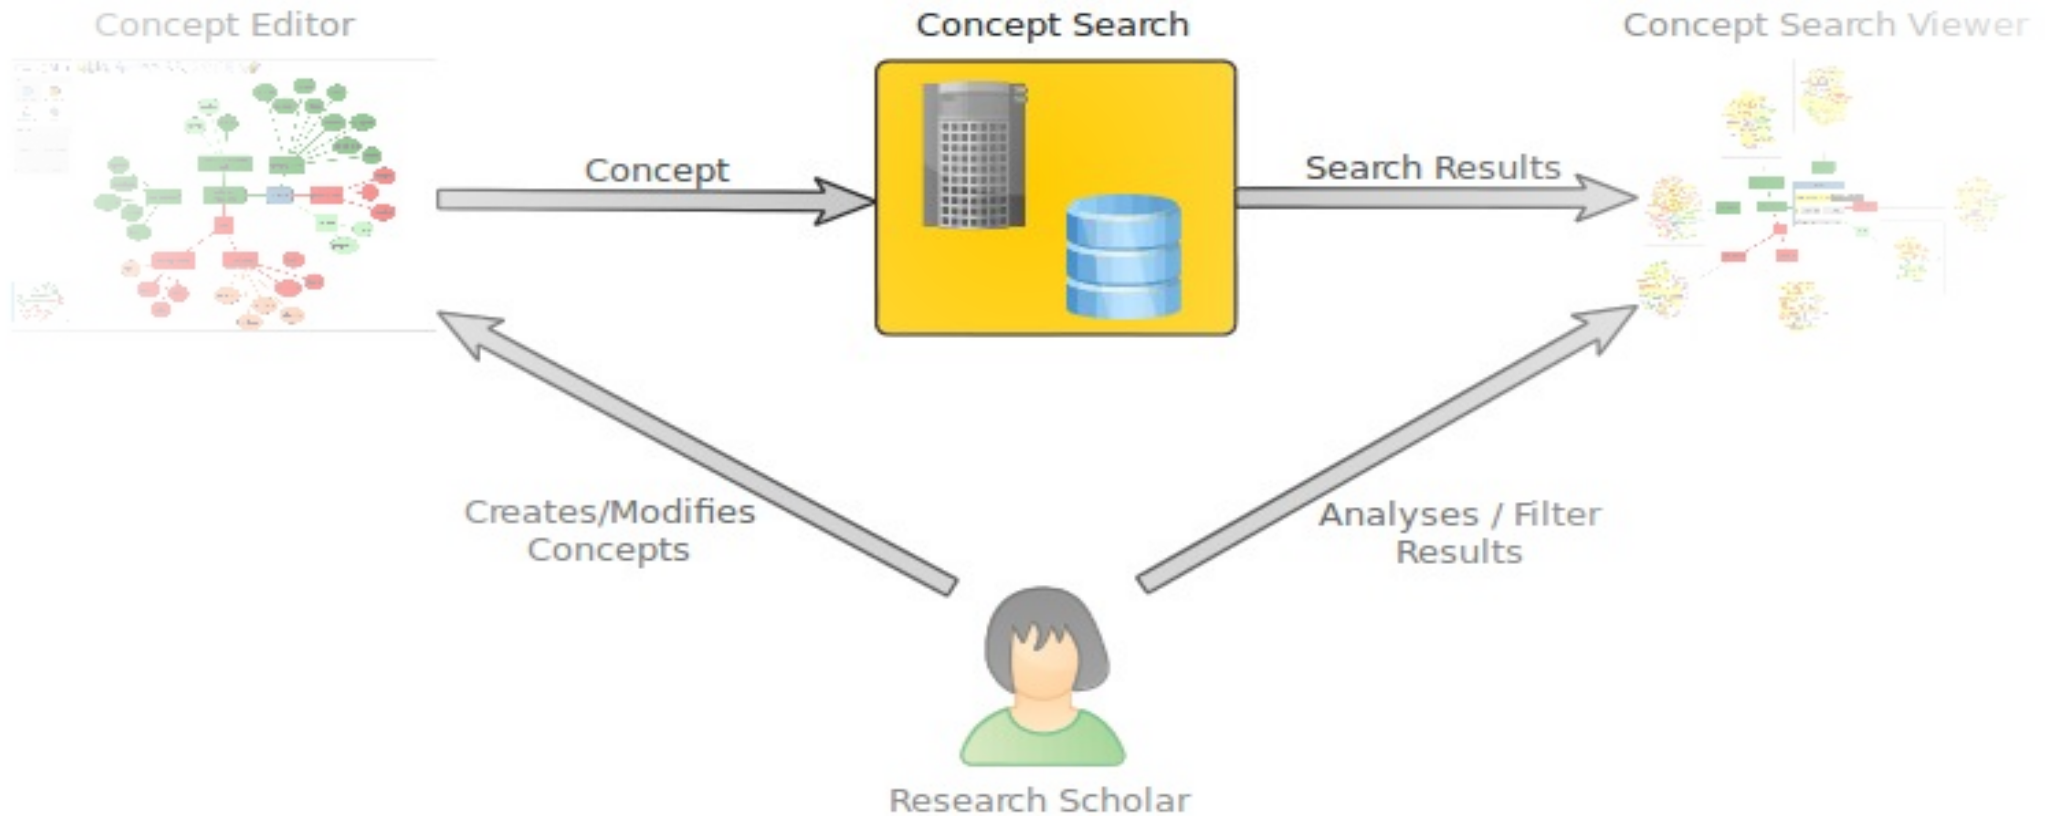 Concept Editor
Concept Search
Concept Search Viewer
Concept
Search Results
Creates/Modifies
Concepts
Analyses / Filter
Results
Research Scholar